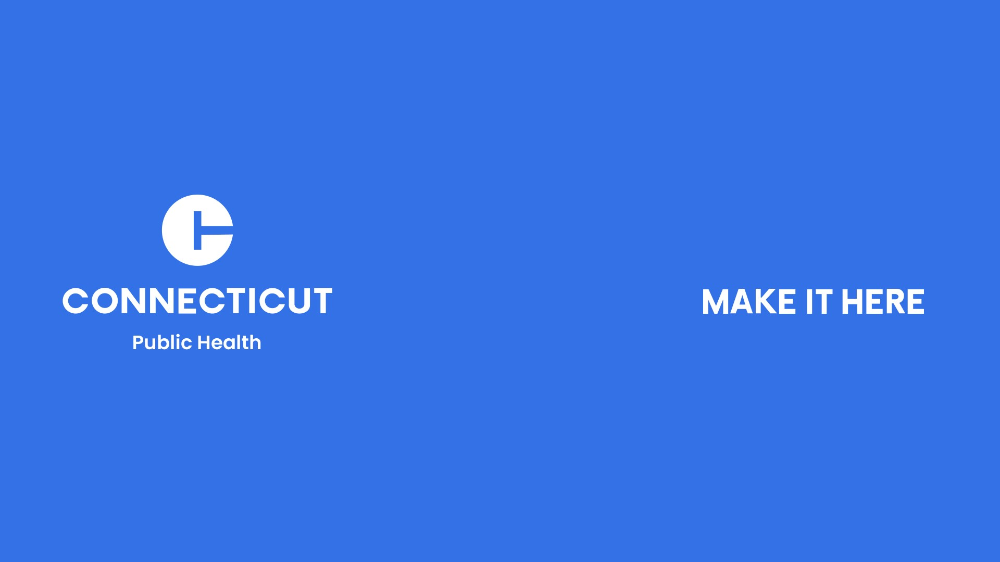 CONNECTICUT
Public Health
MAKE IT HERE